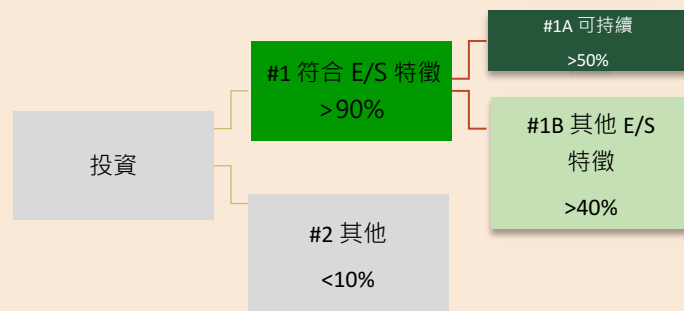 投資
#1 符合 E/S 特徵
>90%
#2 其他
<10%
#1A 可持續
>50%
#1B 其他 E/S
特徵
>40%